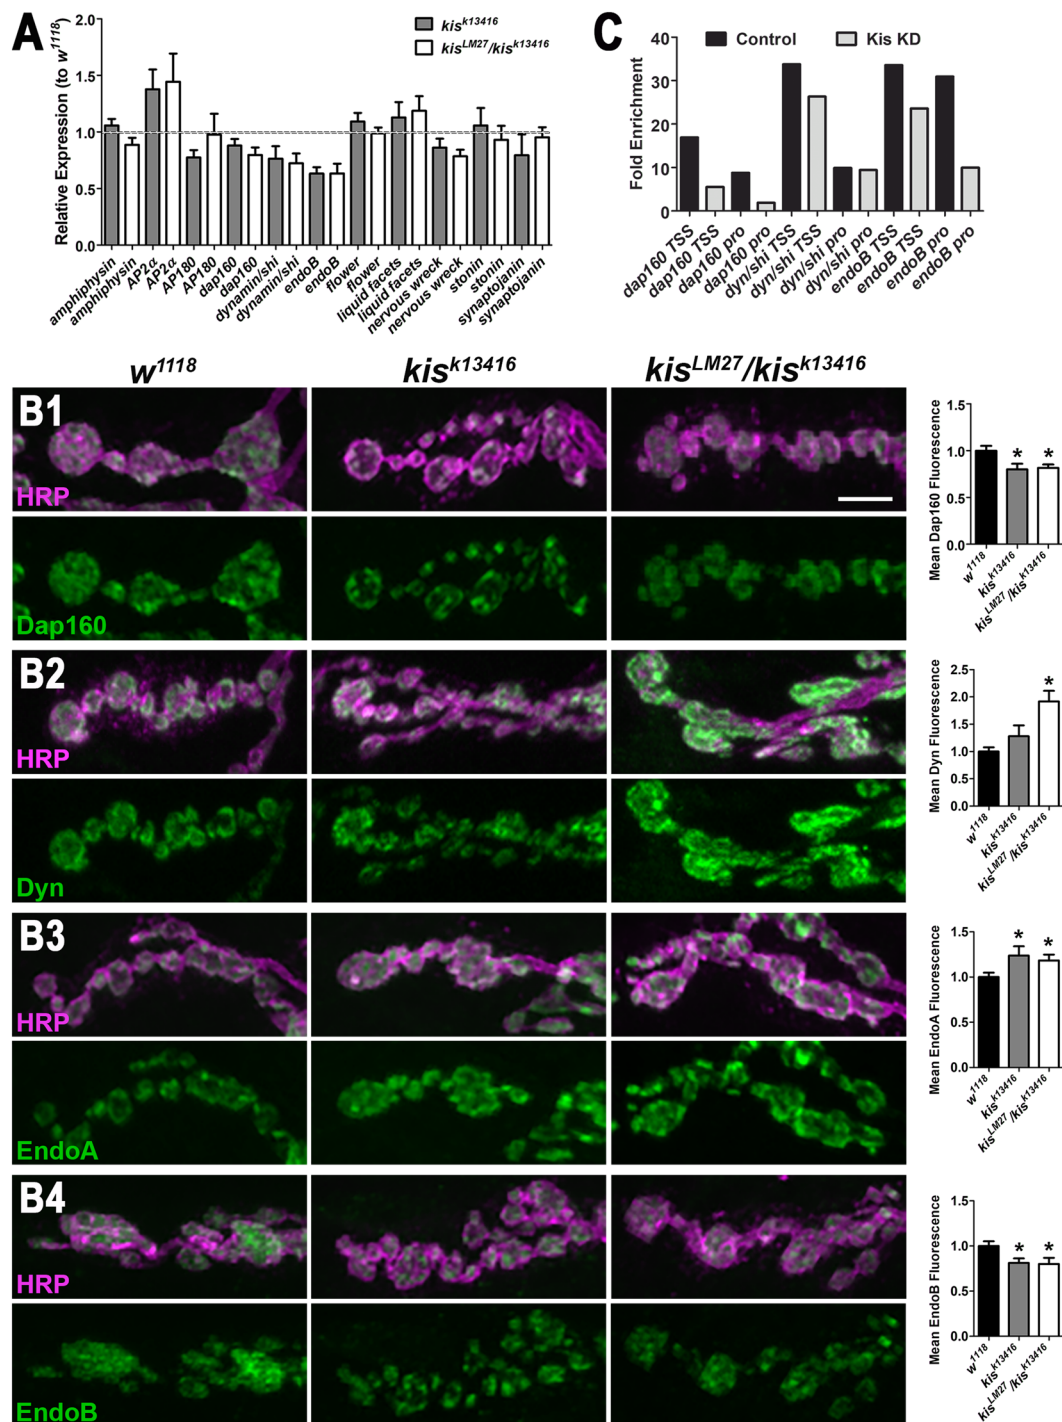 A
Relative Expression (to w1118)
2.0
1.5
1.0
0.5
0.0
kisk13416
kisLM27/kisk13416
amphiphysin
amphiphysin
AP2α
AP2α
AP180
AP180
dap160
dap160
dynamin/shi
dynamin/shi
endoB
endoB
flower
flower
liquid facets
liquid facets
nervous wreck
nervous wreck
stonin
stonin
synaptojanin
synaptojanin
C
Fold Enrichment
40
30
20
10
0
Control
Kis KD
dap160 TSS
dap160 TSS
dap160 pro
dap160 pro
dyn/shi TSS
dyn/shi TSS
dyn/shi pro
dyn/shi pro
endoB TSS
endoB TSS
endoB pro
endoB pro
w1118
kisk13416
kisLM27/kisk13416
B1
HRP
Dap160
Mean Dap160 Fluorescence
1.5
1.0
0.5
0.0
* *
w1118
kisk13416
kisLM27/kisk13416
B2
HRP
Dyn
Mean Dyn Fluorescence
2.5
2.0
1.5
1.0
0.5
0.0
*
w1118
kisk13416
kisLM27/kisk13416
B3
HRP
EndoA
Mean EndoA Fluorescence
1.5
1.0
0.5
0.0
* *
w1118
kisk13416
kisLM27/kisk13416
B4
HRP
EndoB
Mean EndoB Fluorescence
1.5
1.0
0.5
0.0
* *
w1118
kisk13416
kisLM27/kisk13416